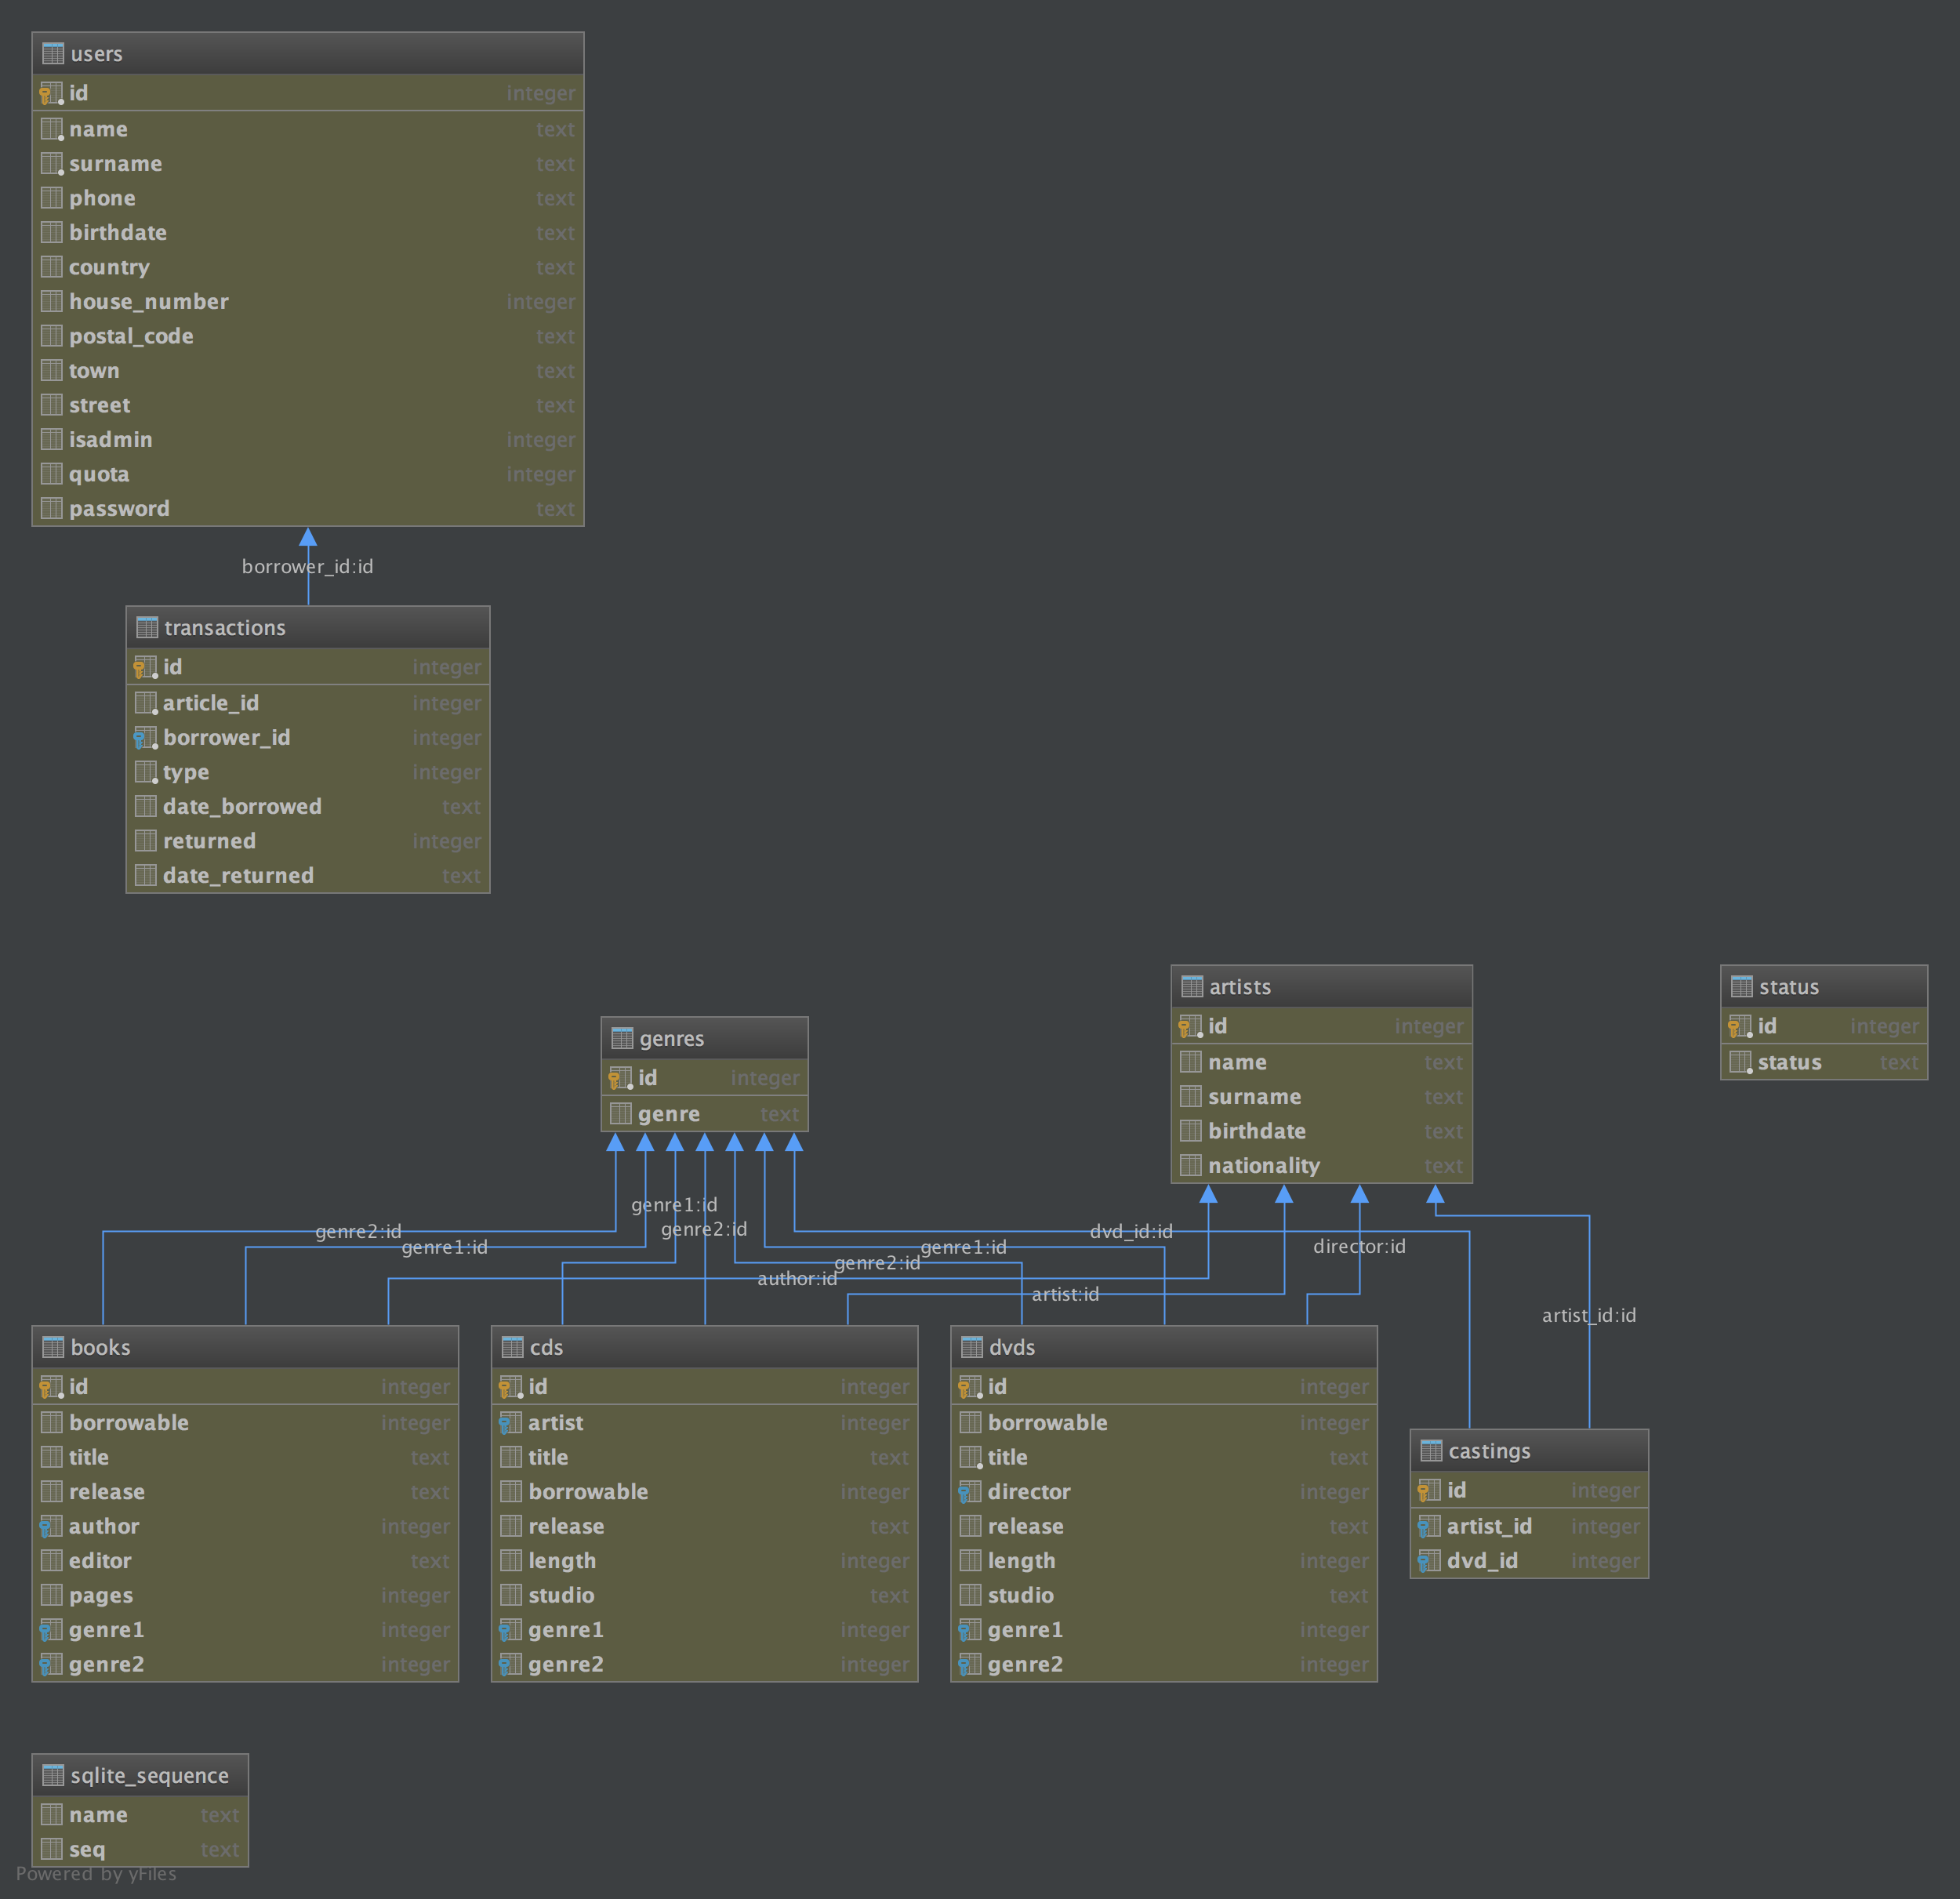 users
id integer
name text
surname text
phone text
birthdate text
country text
house_number integer
postal_code text
town text
street text
isadmin integer
quota integer
password text
borrower_id:id
transactions
id integer
article_id integer
borrower_id integer
type integer
date_borrowed text
returned integer
date_returned text
genres
id integer
genre text
artists
id integer
name text
surname text
birthdate text
nationality text
status
id integer
status text
genre1:id
genre2:id
genre2:id
genre1:id
dvd_id:id
genre1:id
director:id
genre2:id
author:id
artist:id
artist_id:id
books
id integer
borrowable integer
title text
release text
author integer
editor text
pages integer
genre1 integer
genre2 integer
cds
id integer
artist integer
title text
borrowable integer
release text
length integer
studio text
genre1 integer
genre2 integer
dvds
id integer
borrowable integer
title text
director integer
release text
length integer
studio text
genre1 integer
genre2 integer
castings
id integer
artist_id integer
dvd_id integer
sqlite_sequence
name text
seq text
Powered by yFiles